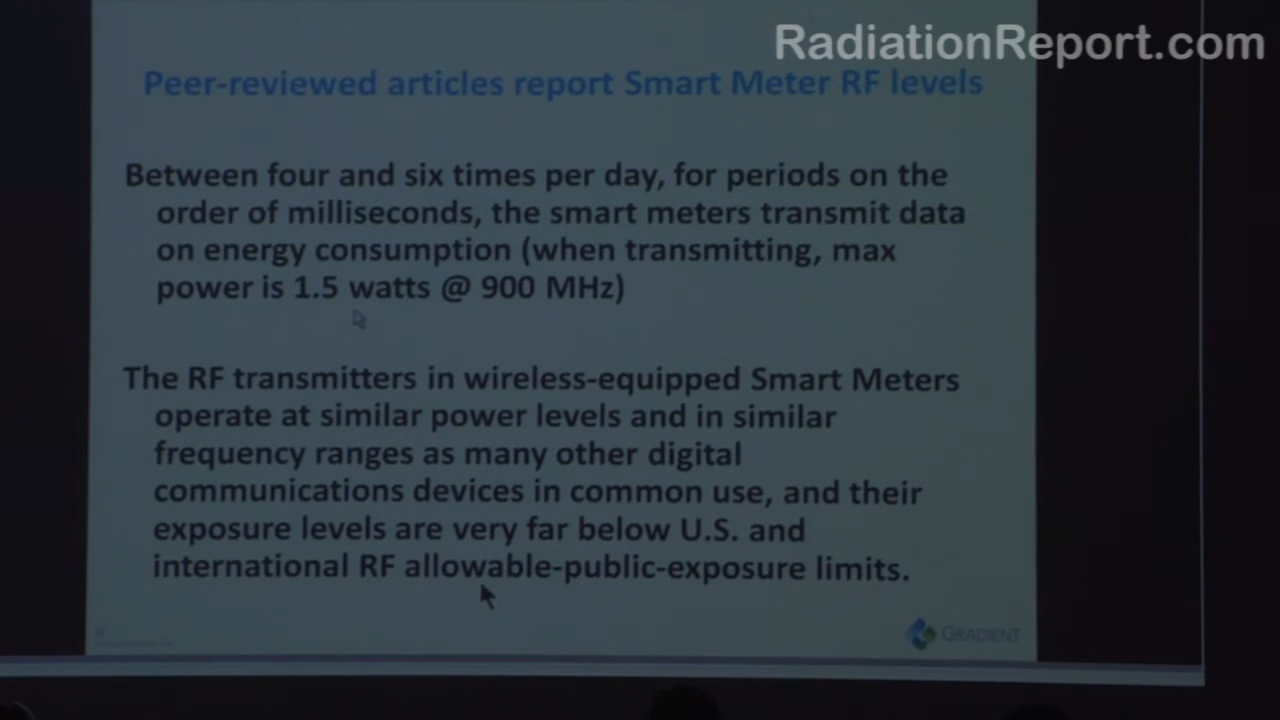 RadiationReport.com
Peer-reviewed articles report Smart Meter RF levels
Between four and six times per day, for periods on the
order of milliseconds, the smart meters transmit data
on energy consumption (when transmitting, max
power is 1.5 watts @ 900 MHz)
The RF transmitters in wireless-equipped Smart Meters
operate at similar power levels and in similar
frequency ranges as many other digital
communications devices in common use, and their
exposure levels are very far below U.S. and
international RF allowable-public-exposure limits.
GRADIENT